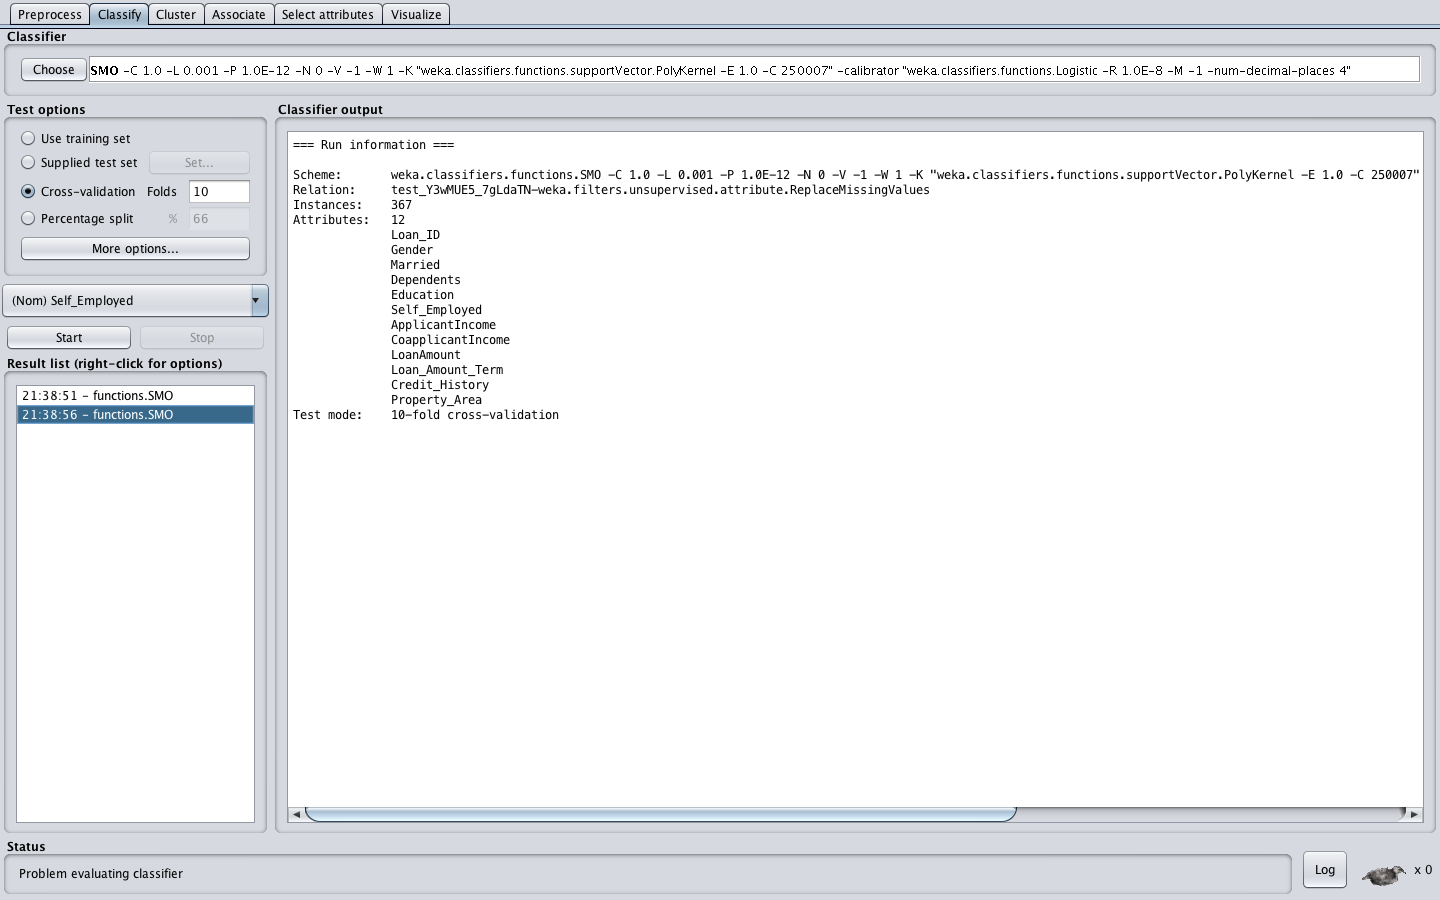 Preprocess Classify Cluster Associate Select attributes Visualize
Classifier
Choose SMO -C 1.0 -L 0.001 -P 1.0E-12 -N 0 -V -1 -W 1 -K "weka.classifiers.functions.supportVector.PolyKernel -E 1.0 -C 250007" -calibrator "weka.classifiers.functions.Logistic -R 1.0E-8 -M -1 -num-decimal-places 4"
Test options
Use training set
Supplied test set Set...
Cross-validation Folds 10
Percentage split % 66
More options...
(Nom) Self_Employed
Start Stop
Result list (right-click for options)
21:38:51 - functions.SMO
21:38:56 - functions.SMO
Classifier output
=== Run information ===
Scheme: weka.classifiers.functions.SMO -C 1.0 -L 0.001 -P 1.0E-12 -N 0 -V -1 -W 1 -K "weka.classifiers.functions.supportVector.PolyKernel -E 1.0 -C 250007"
Relation: test_Y3wMUE5_7gLdaTN-weka.filters.unsupervised.attribute.ReplaceMissingValues
Instances: 367
Attributes: 12
Loan_ID
Gender
Married
Dependents
Education
Self_Employed
ApplicantIncome
CoapplicantIncome
LoanAmount
Loan_Amount_Term
Credit_History
Property_Area
Test mode: 10-fold cross-validation
Status
Problem evaluating classifier
Log x 0